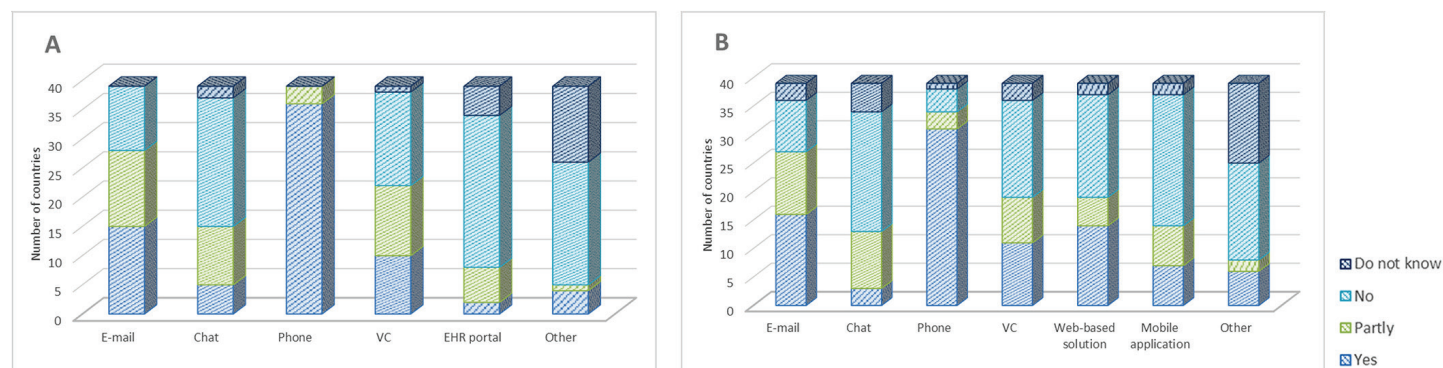 A
Number of countries
40
35
30
25
20
15
10
5
0
E-mail
Chat
Phone
VC
EHR portal
Other
B
Number of countries
40
35
30
25
20
15
10
5
0
E-mail
Chat
Phone
VC
Web-based
solution
Mobile
application
Other
Do not know
No
Partly
Yes